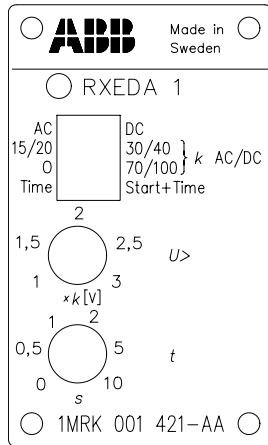 ABB Made in
Sweden
RXEDA 1
AC DC
15/20 30/40
0 70/100 } k AC/DC
Time Start+Time
2
1,5 2,5 U>
1 3
×k[V]
1 2
0,5 5 t
0 10
s
1MRK 001 421-AA